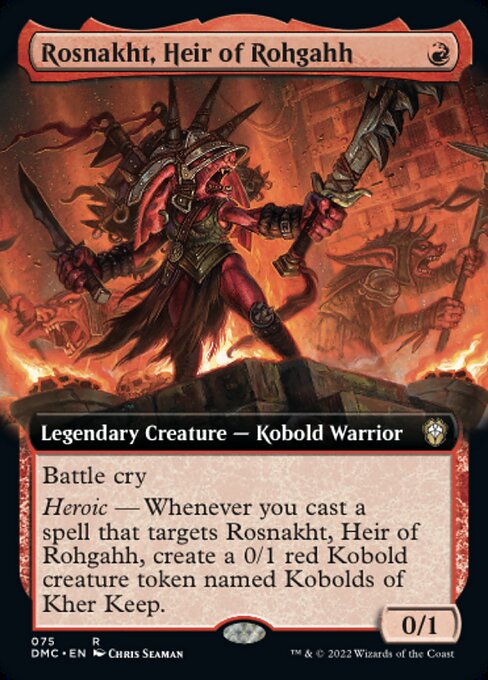 Rosnakht, Heir of Rohgahh
Legendary Creature — Kobold Warrior
Battle cry
Heroic — Whenever you cast a
spell that targets Rosnakht, Heir of
Rohgahh, create a 0/1 red Kobold
creature token named Kobolds of
Kher Keep.
0/1
075 R
DMC • EN Chris Seaman
™ & © 2022 Wizards of the Coast